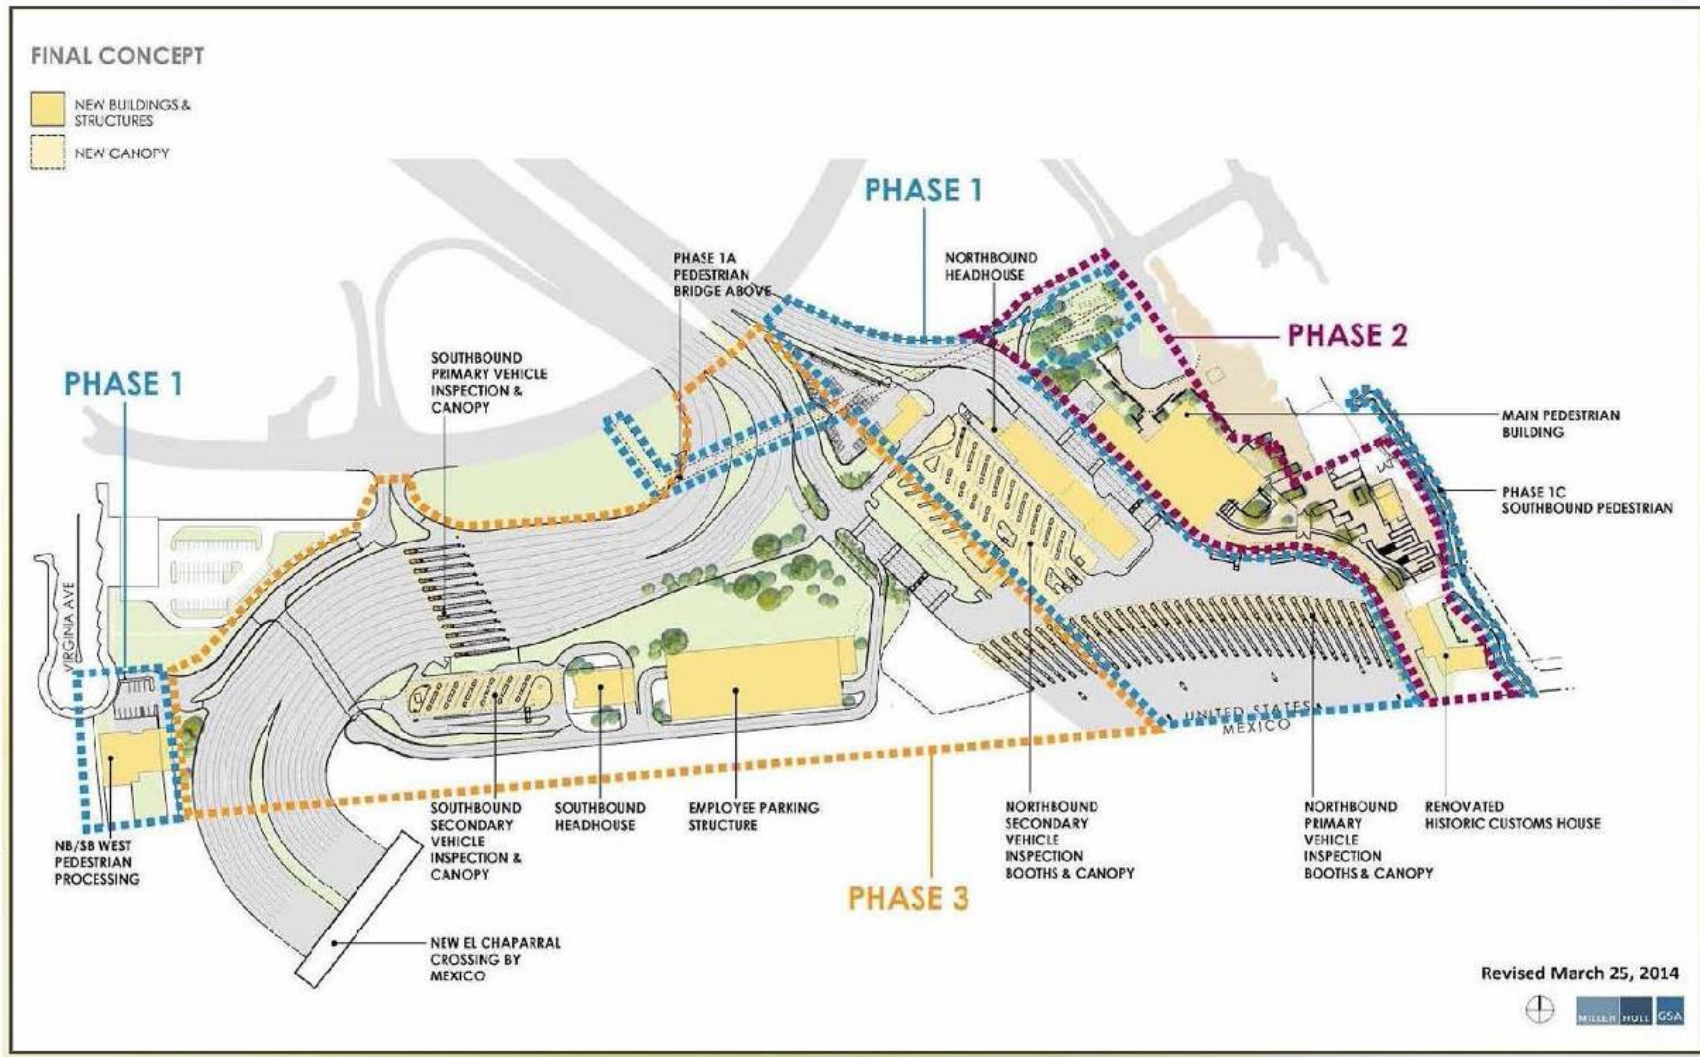 FINAL CONCEPT
NEW BUILDINGS &
STRUCTURES
NEW CANOPY
PHASE 1
PHASE 1A
PEDESTRIAN
BRIDGE ABOVE
NORTHBOUND
HEADHOUSE
PHASE 2
SOUTHBOUND
PRIMARY VEHICLE
INSPECTION &
CANOPY
PHASE 1
MAIN PEDESTRIAN
BUILDING
PHASE 1C
SOUTHBOUND PEDESTRIAN
VIRGINIA AVE
UNITED STATES
MEXICO
NB/SB WEST
PEDESTRIAN
PROCESSING
SOUTHBOUND
SECONDARY
VEHICLE
INSPECTION &
CANOPY
SOUTHBOUND
HEADHOUSE
EMPLOYEE PARKING
STRUCTURE
NORTHBOUND
SECONDARY
VEHICLE
INSPECTION
BOOTHS & CANOPY
NORTHBOUND
PRIMARY
VEHICLE
INSPECTION
BOOTHS & CANOPY
RENOVATED
HISTORIC CUSTOMS HOUSE
PHASE 3
NEW EL CHAPARRAL
CROSSING BY
MEXICO
Revised March 25, 2014
MILLER HULL GSA